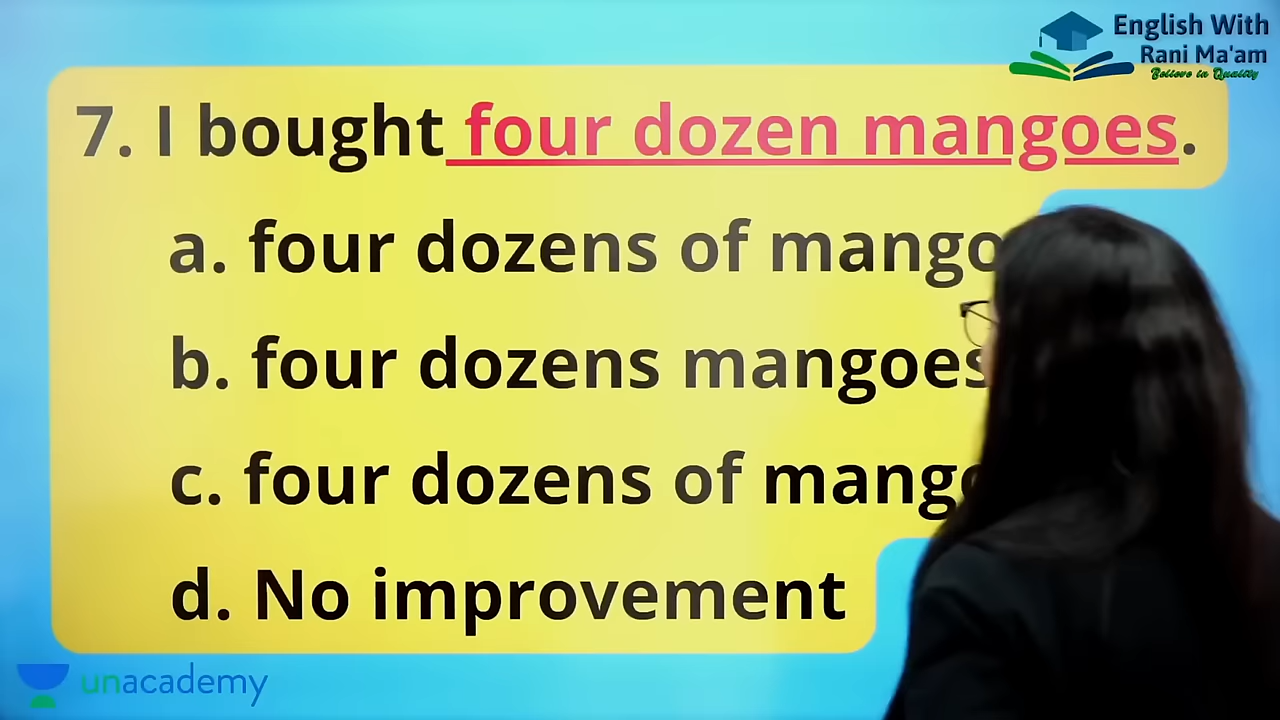 English With
Rani Ma'am
Believe in Quality
7. I bought four dozen mangoes.
a. four dozens of
b. four dozens mangoes
c. four dozens of
d. No improvement
unacademy